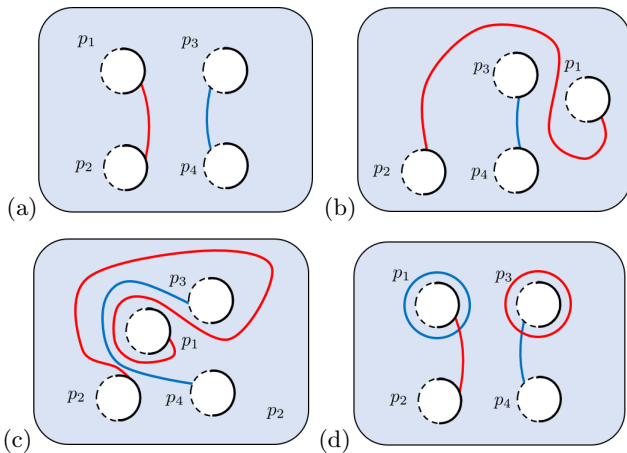 p₁ p₃
p₂ p₄
(a)
p₃ p₁
p₂ p₄
(b)
p₃
p₁
p₂ p₄ p₂
(c)
p₁ p₃
p₂ p₄
(d)